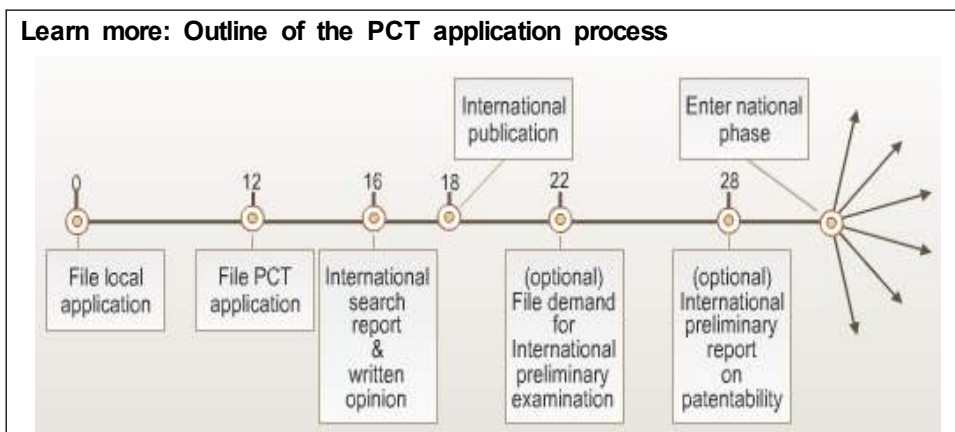 Learn more: Outline of the PCT application process
International
publication
Enter national
phase
0
12
16
18
22
28
File local
application
File PCT
application
International
search
report
&
written
opinion
(optional)
File demand
for
International
preliminary
examination
(optional)
International
preliminary
report
on
patentability